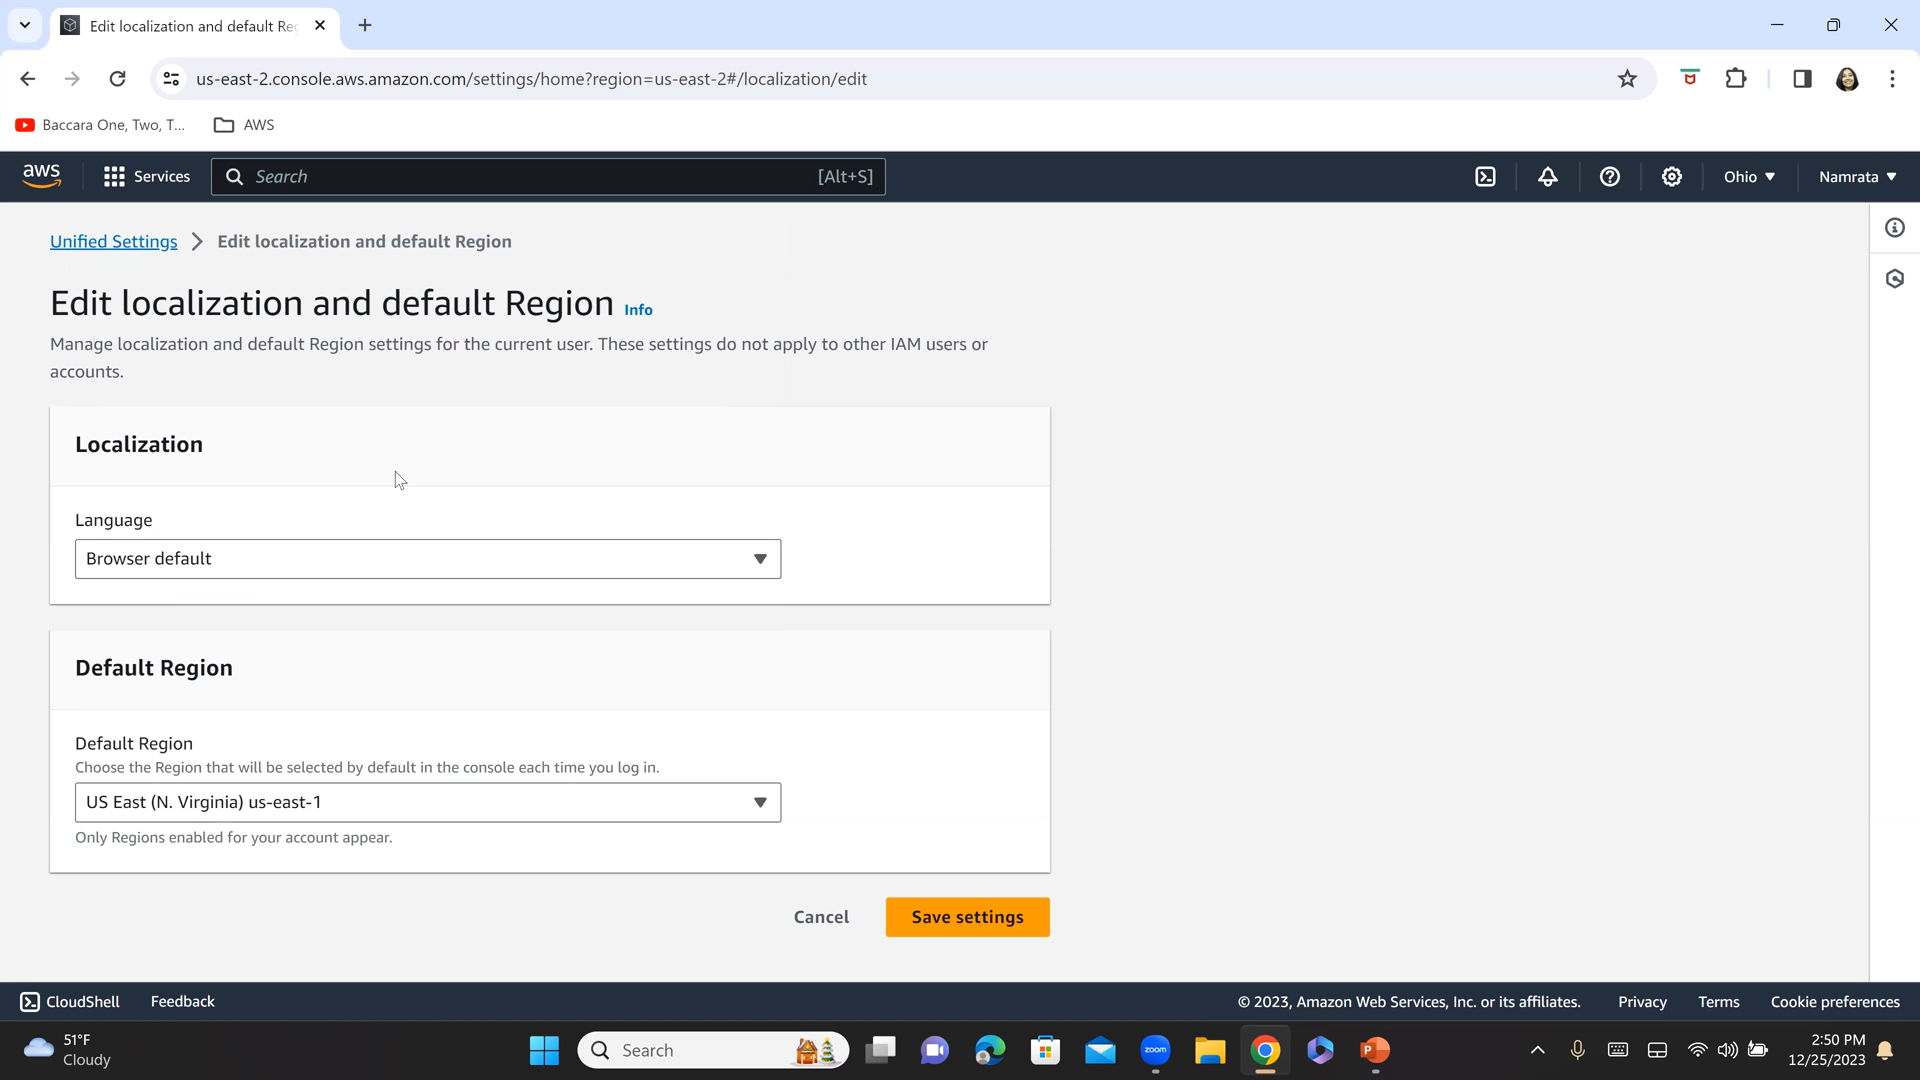 Edit localization and default Re
us-east-2.console.aws.amazon.com/settings/home?region=us-east-2#/localization/edit
Baccara One, Two, T...
AWS
aws
Services
Search
[Alt+S]
Ohio
Namrata
Unified Settings
Edit localization and default Region
Edit localization and default Region Info
Manage localization and default Region settings for the current user. These settings do not apply to other IAM users or
accounts.
Localization
Language
Browser default
Default Region
Default Region
Choose the Region that will be selected by default in the console each time you log in.
US East (N. Virginia) us-east-1
Only Regions enabled for your account appear.
Cancel
Save settings
CloudShell
Feedback
© 2023, Amazon Web Services, Inc. or its affiliates.
Privacy
Terms
Cookie preferences
51°F
Cloudy
Search
zoom
2:50 PM
12/25/2023